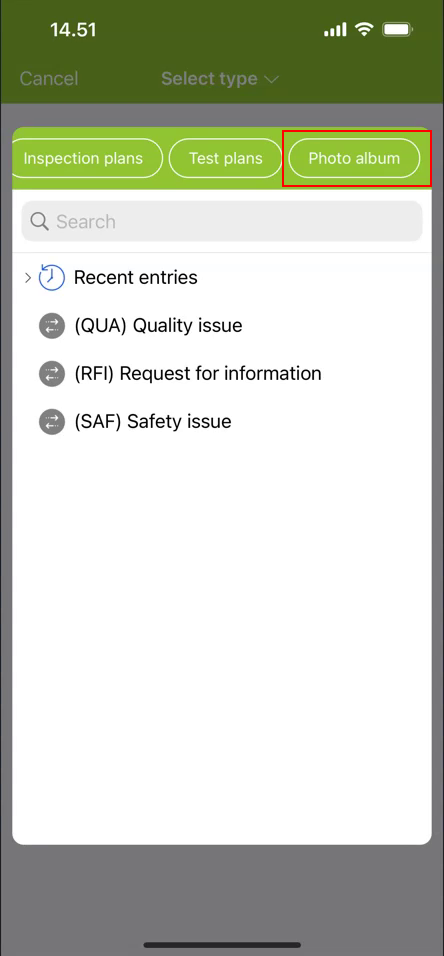 14.51
Cancel Select type
Inspection plans Test plans Photo album
Search
Recent entries
(QUA) Quality issue
(RFI) Request for information
(SAF) Safety issue